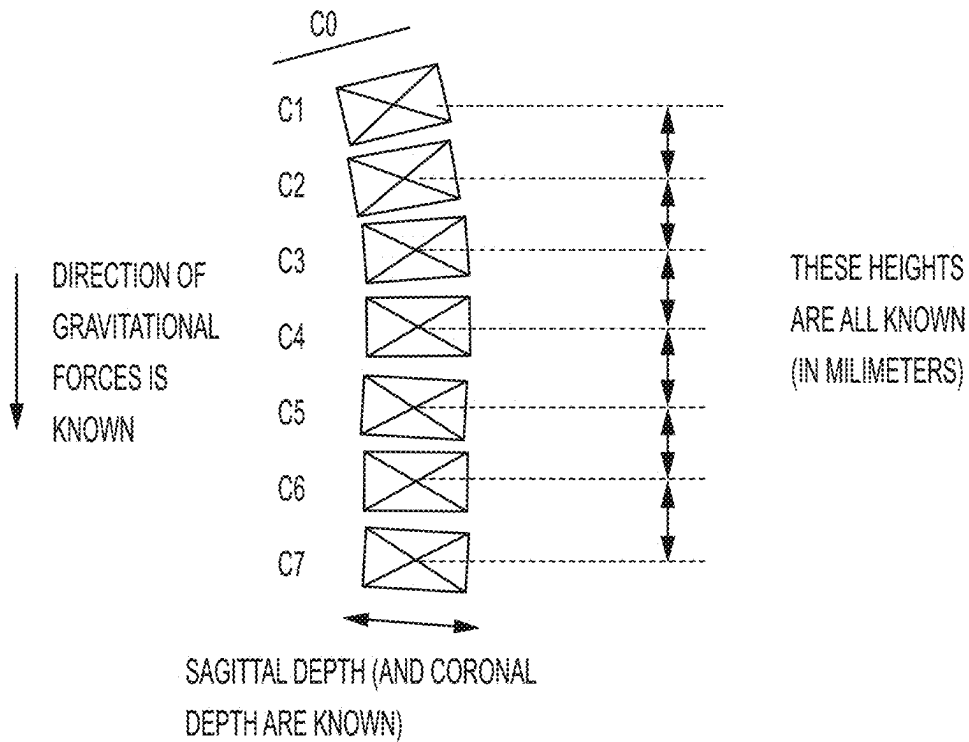 C0
C1
C2
C3
C4
C5
C6
C7
DIRECTION OF
GRAVITATIONAL
FORCES IS
KNOWN
THESE HEIGHTS
ARE ALL KNOWN
(IN MILIMETERS)
SAGITTAL DEPTH (AND CORONAL
DEPTH ARE KNOWN)